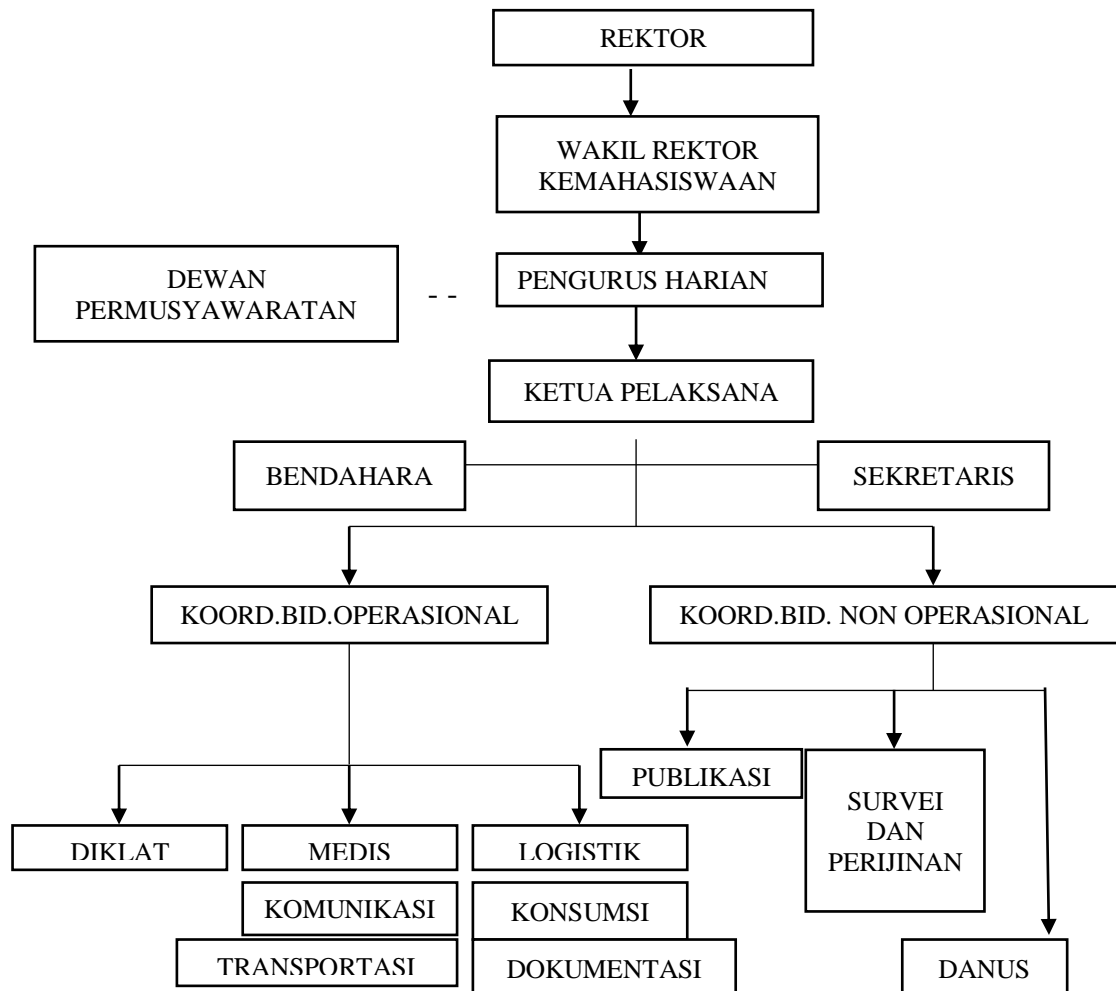 REKTOR
WAKIL REKTOR
KEMAHASISWAAN
DEWAN
PERMUSYAWARATAN
- -
PENGURUS HARIAN
KETUA PELAKSANA
BENDAHARA
SEKRETARIS
KOORD.BID.OPERASIONAL
KOORD.BID. NON OPERASIONAL
PUBLIKASI
SURVEI
DAN
PERIJINAN
DIKLAT
MEDIS
LOGISTIK
KOMUNIKASI
KONSUMSI
TRANSPORTASI
DOKUMENTASI
DANUS